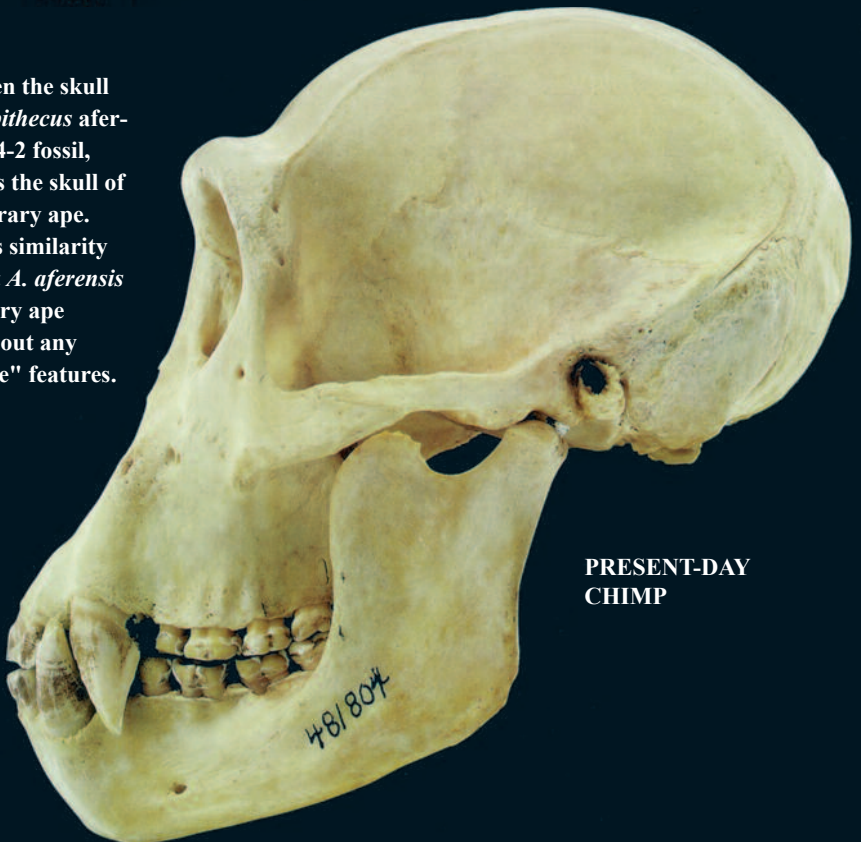 en the skull
ithecus afer-
4-2 fossil,
s the skull of
rary ape.
s similarity
A. aferensis
ry ape
out any
e" features.
PRESENT-DAY
CHIMP
481804